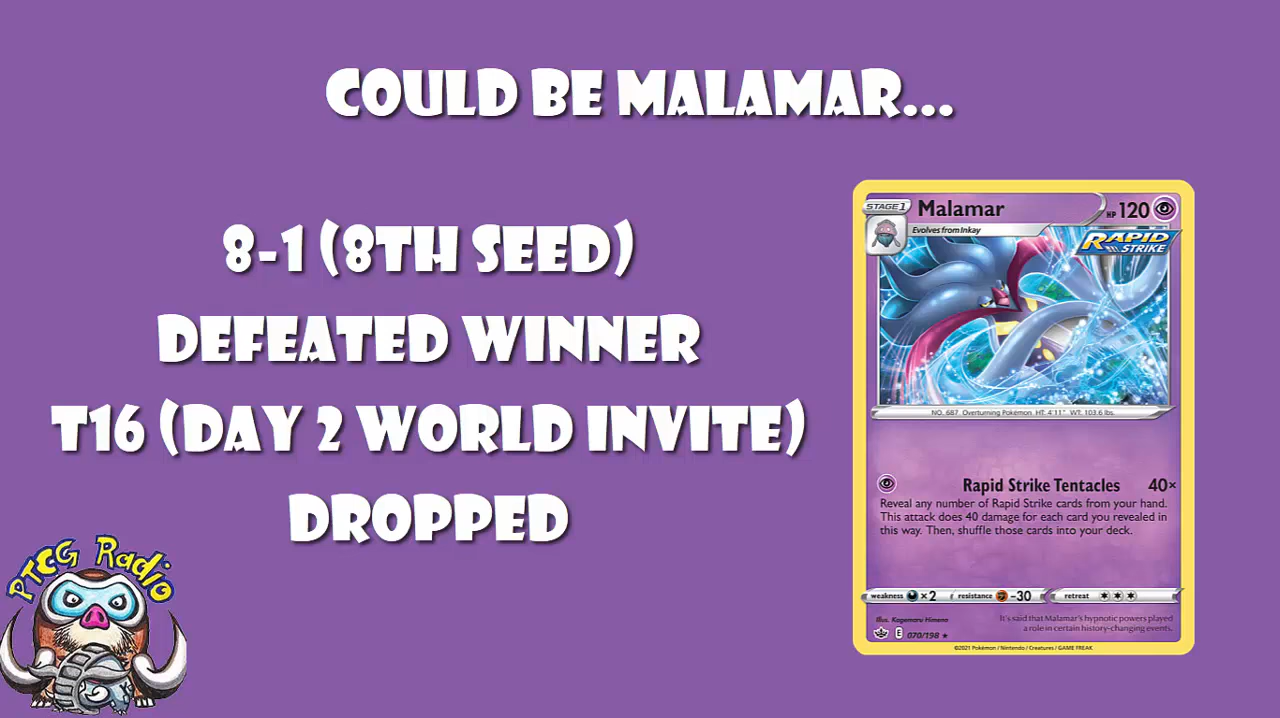 COULD BE MALAMAR...
8-1 (8TH SEED)
DEFEATED WINNER
T16 (DAY 2 WORLD INVITE)
DROPPED
PTCG Radio
STAGE 1
Malamar
HP 120
Evolves from Inkay
RAPID
STRIKE
NO. 687 Overturning Pokémon HT: 4'11" WT: 103.6 lbs.
Rapid Strike Tentacles 40×
Reveal any number of Rapid Strike cards from your hand.
This attack does 40 damage for each card you revealed in
this way. Then, shuffle those cards into your deck.
weakness ×2 resistance -30 retreat
Illus. Kagemaru Himeno
It's said that Malamar's hypnotic powers played
a role in certain history-changing events.
E 070/198 ★
©2021 Pokémon / Nintendo / Creatures / GAME FREAK